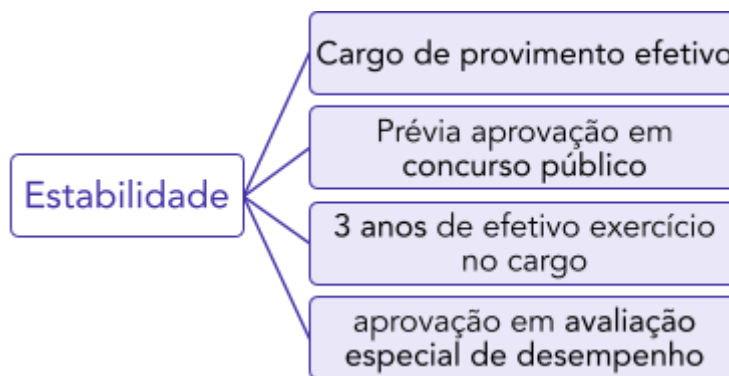 Estabilidade
Cargo de provimento efetivo
Prévia aprovação em
concurso público
3 anos de efetivo exercício
no cargo
aprovação em avaliação
especial de desempenho